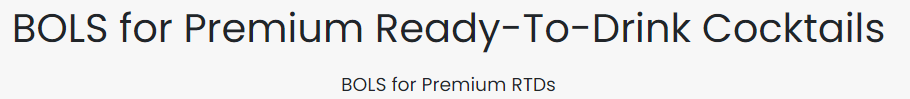 BOLS for Premium Ready-To-Drink Cocktails
BOLS for Premium RTDs